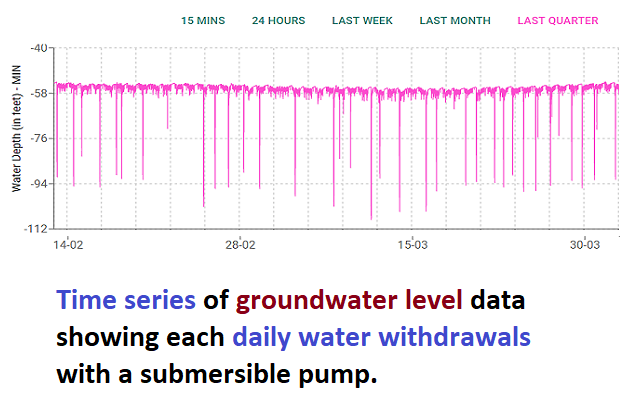 15 MINS 24 HOURS LAST WEEK LAST MONTH LAST QUARTER
Water Depth (in feet) - MIN
-40
-58
-76
-94
-112
14-02 28-02 15-03 30-03
Time series of groundwater level data
showing each daily water withdrawals
with a submersible pump.